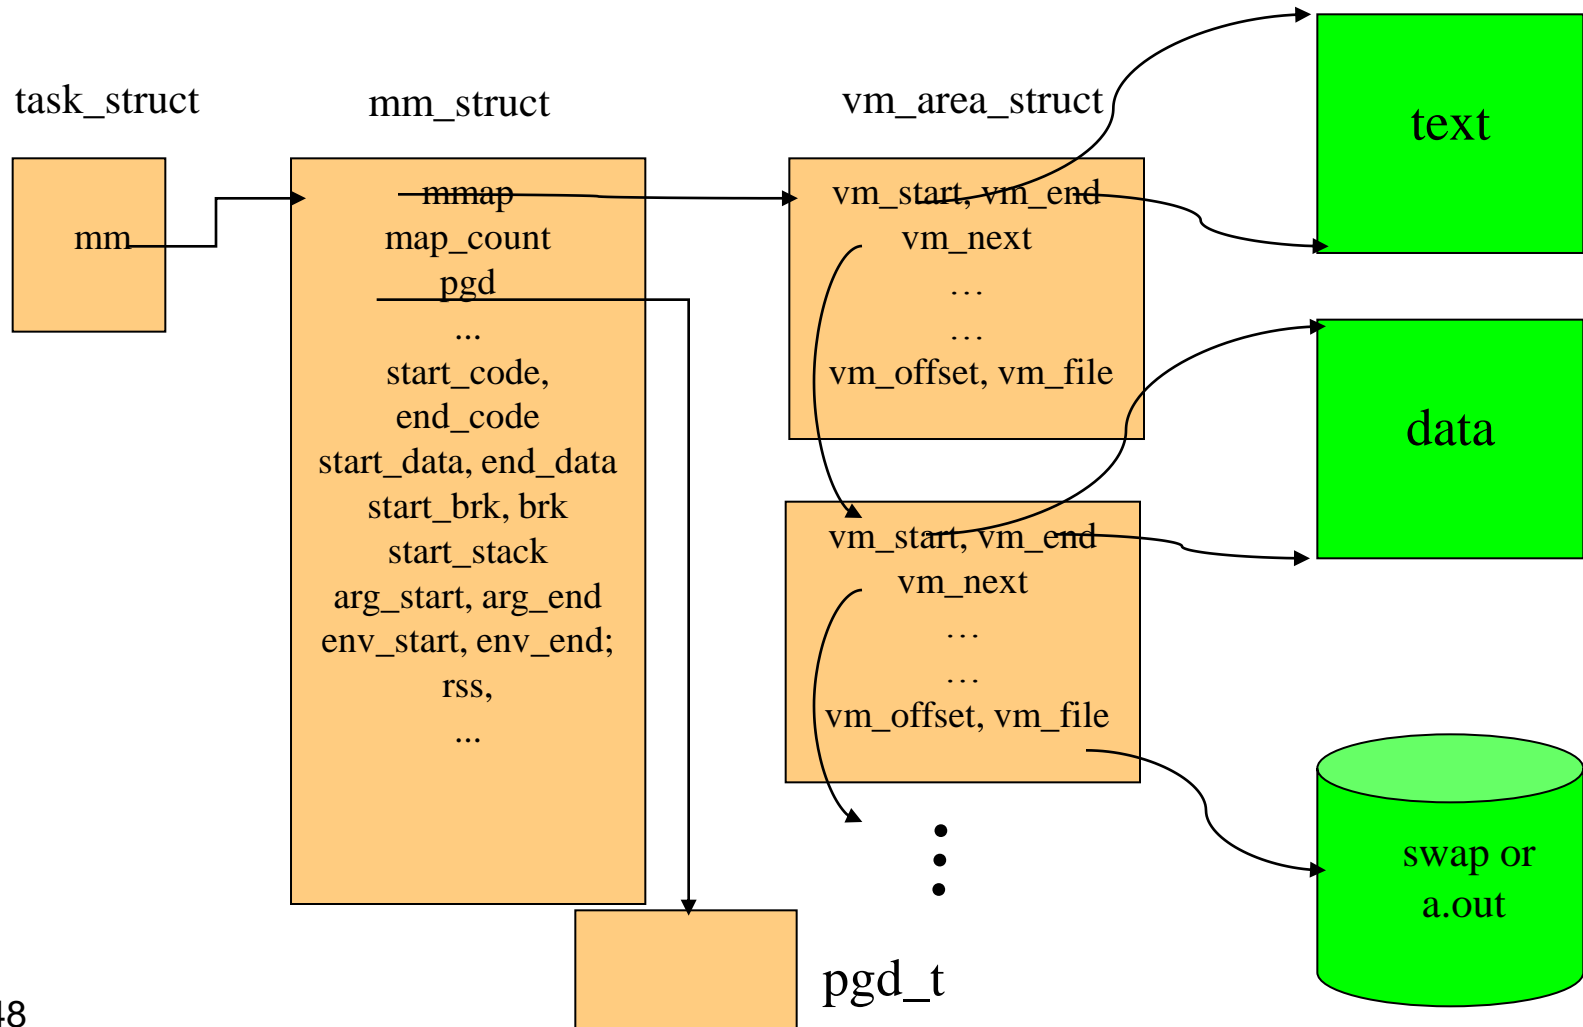 task_struct
mm
mm_struct
mmap
map_count
pgd
...
start_code,
end_code
start_data, end_data
start_brk, brk
start_stack
arg_start, arg_end
env_start, env_end;
rss,
...
vm_area_struct
vm_start, vm_end
vm_next
...
...
vm_offset, vm_file
vm_start, vm_end
vm_next
...
...
vm_offset, vm_file
text
data
swap or
a.out
pgd_t